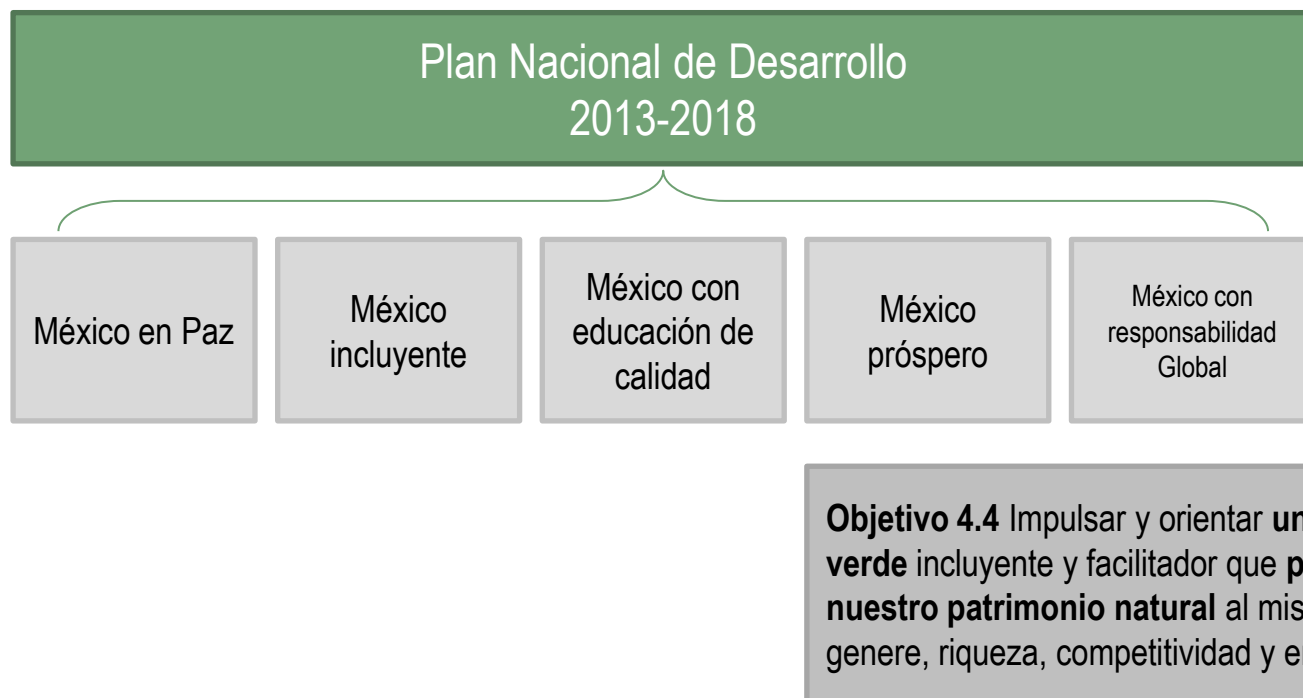 Plan Nacional de Desarrollo
2013-2018
México en Paz
México
incluyente
México con
educación de
calidad
México
próspero
México con
responsabilidad
Global
Objetivo 4.4 Impulsar y orientar
verde incluyente y facilitador que
nuestro patrimonio natural al
genere, riqueza, competitividad y